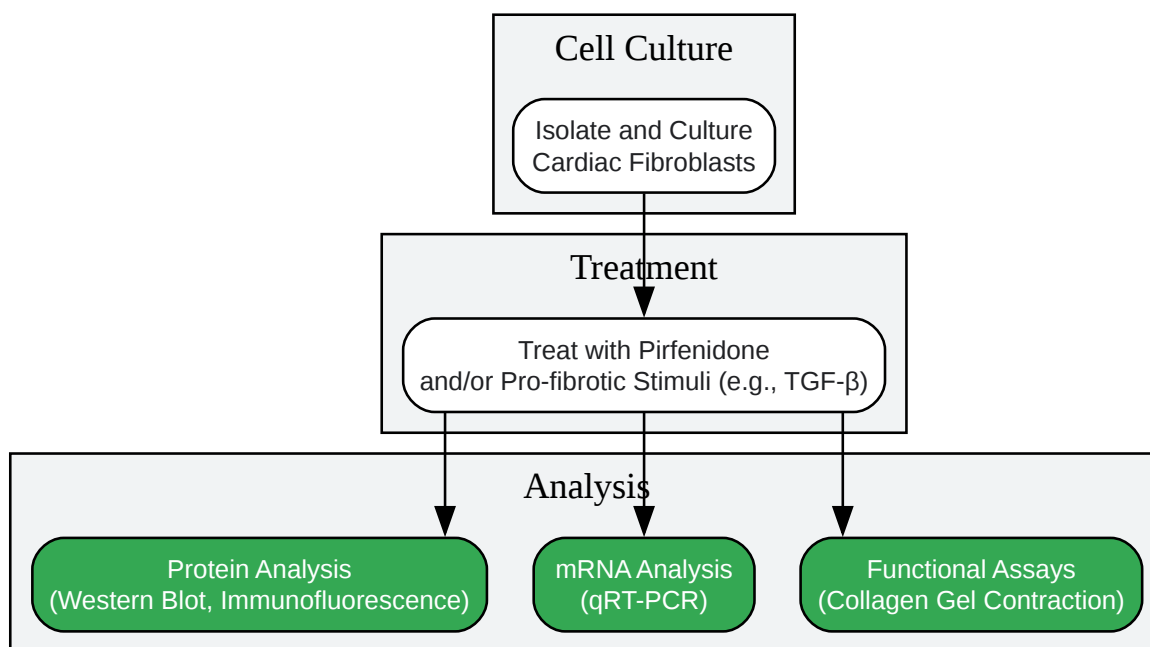 Cell Culture
Isolate and Culture
Cardiac Fibroblasts
Treatment
Treat with Pirfenidone
and/or Pro-fibrotic Stimuli (e.g., TGF-β)
Analysis
Protein Analysis
(Western Blot, Immunofluorescence)
mRNA Analysis
(qRT-PCR)
Functional Assays
(Collagen Gel Contraction)